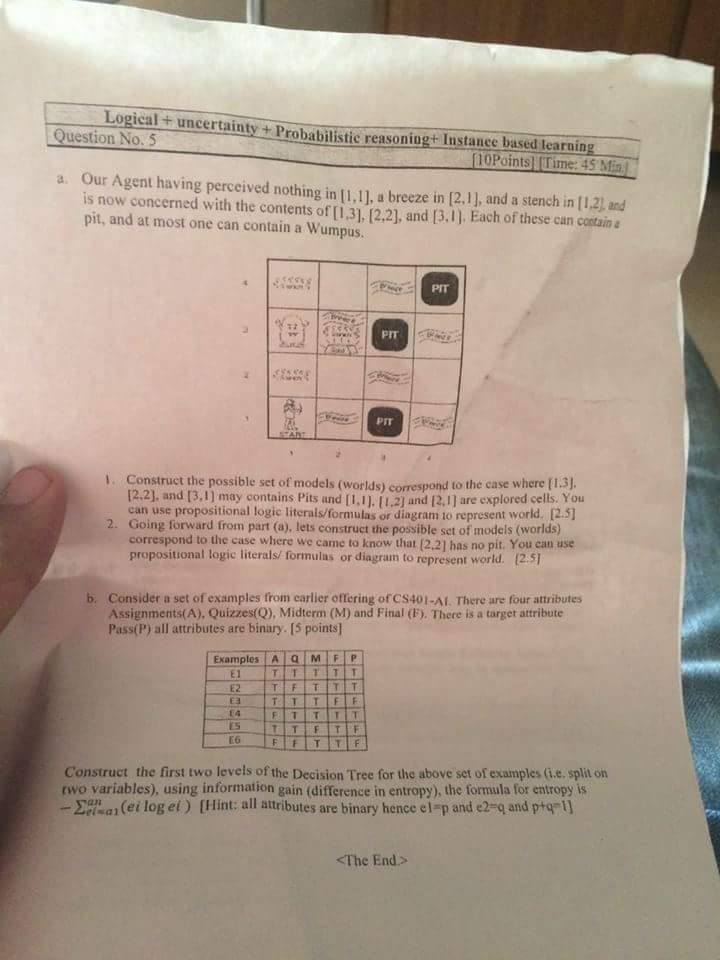 Logical + uncertainty + Probabilistic reasoning+ Instance based learning
Question No. 5
[10Points] [Time: 45 Min.]
a. Our Agent having perceived nothing in [1,1], a breeze in [2,1], and a stench in [1,2], and
is now concerned with the contents of [1,3], [2,2], and [3,1]. Each of these can contain a
pit, and at most one can contain a Wumpus.
4 Stench Breeze PIT
3 Breeze Stench Gold PIT Breeze
2 Stench Breeze
1 START Breeze PIT Breeze
1 2 3 4
1. Construct the possible set of models (worlds) correspond to the case where [1,3],
[2,2], and [3,1] may contains Pits and [1,1], [1,2] and [2,1] are explored cells. You
can use propositional logic literals/formulas or diagram to represent world. [2.5]
2. Going forward from part (a), lets construct the possible set of models (worlds)
correspond to the case where we came to know that [2,2] has no pit. You can use
propositional logic literals/ formulas or diagram to represent world. [2.5]
b. Consider a set of examples from earlier offering of CS401-AI. There are four attributes
Assignments(A), Quizzes(Q), Midterm (M) and Final (F). There is a target attribute
Pass(P) all attributes are binary. [5 points]
Examples A Q M F P
E1 T T T T T
E2 T F T T T
E3 T T T F F
E4 F T T T T
E5 T T F T F
E6 F F T T F
Construct the first two levels of the Decision Tree for the above set of examples (i.e. split on
two variables), using information gain (difference in entropy), the formula for entropy is
− Σᵃⁿₑᵢ₌ₐ₁(ei log ei ) [Hint: all attributes are binary hence e1=p and e2=q and p+q=1]
<The End.>